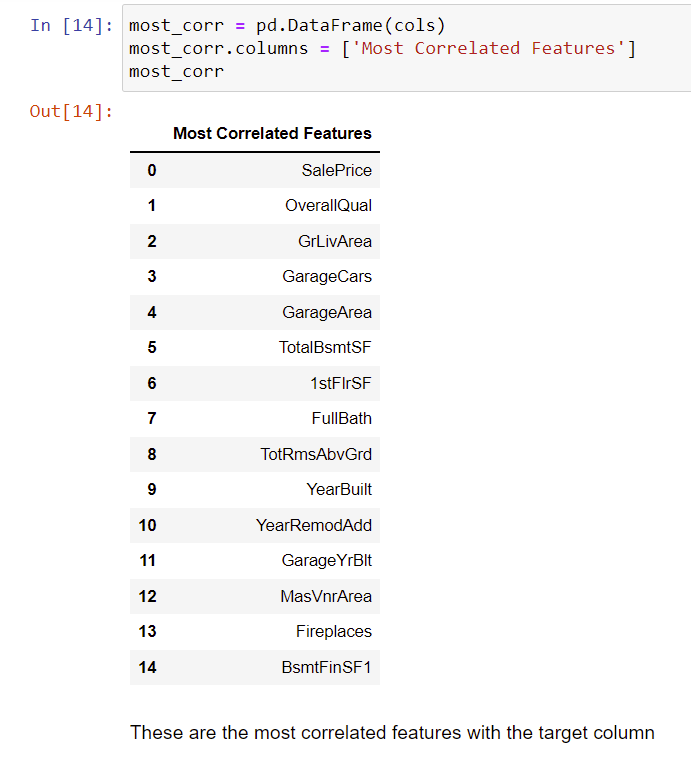 In [14]: most_corr = pd.DataFrame(cols)
most_corr.columns = ['Most Correlated Features']
most_corr
Out[14]:
Most Correlated Features
0 SalePrice
1 OverallQual
2 GrLivArea
3 GarageCars
4 GarageArea
5 TotalBsmtSF
6 1stFlrSF
7 FullBath
8 TotRmsAbvGrd
9 YearBuilt
10 YearRemodAdd
11 GarageYrBlt
12 MasVnrArea
13 Fireplaces
14 BsmtFinSF1
These are the most correlated features with the target column